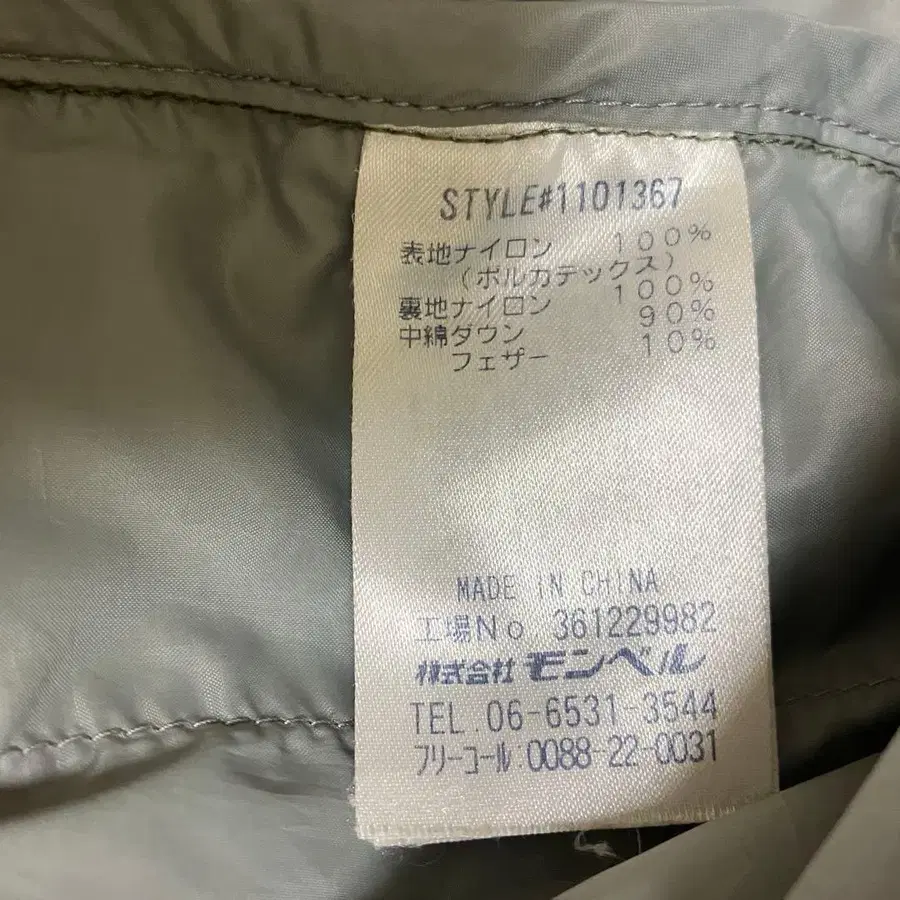 STYLE#1101367
表地ナイロン 100%
(ポルカテックス)
裏地ナイロン 100%
中綿ダウン 90%
フェザー 10%
MADE IN CHINA
工場No 361229982
株式会社 モンベル
TEL.06-6531-3544
フリーコール:0088-22-0031